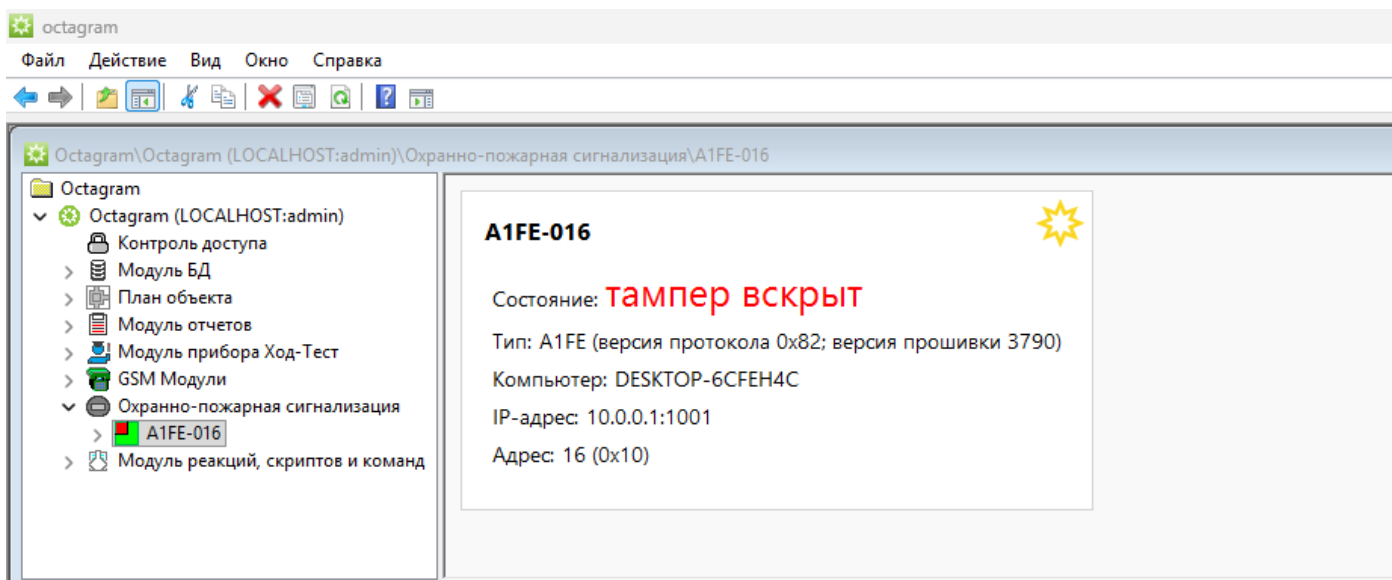 octagram
Файл Действие Вид Окно Справка
Octagram\Octagram (LOCALHOST:admin)\Охранно-пожарная сигнализация\A1FE-016
Octagram
Octagram (LOCALHOST:admin)
Контроль доступа
Модуль БД
План объекта
Модуль отчетов
Модуль прибора Ход-Тест
GSM Модули
Охранно-пожарная сигнализация
A1FE-016
Модуль реакций, скриптов и команд
A1FE-016
Состояние: тампер вскрыт
Тип: A1FE (версия протокола 0x82; версия прошивки 3790)
Компьютер: DESKTOP-6CFEH4C
IP-адрес: 10.0.0.1:1001
Адрес: 16 (0x10)